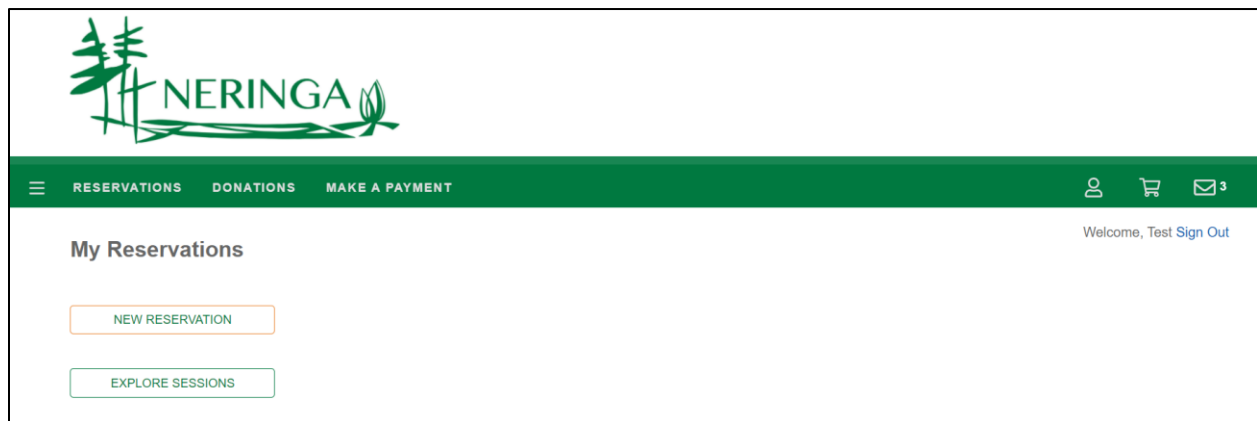 NERINGA
RESERVATIONS DONATIONS MAKE A PAYMENT 3
Welcome, Test Sign Out
My Reservations
NEW RESERVATION
EXPLORE SESSIONS